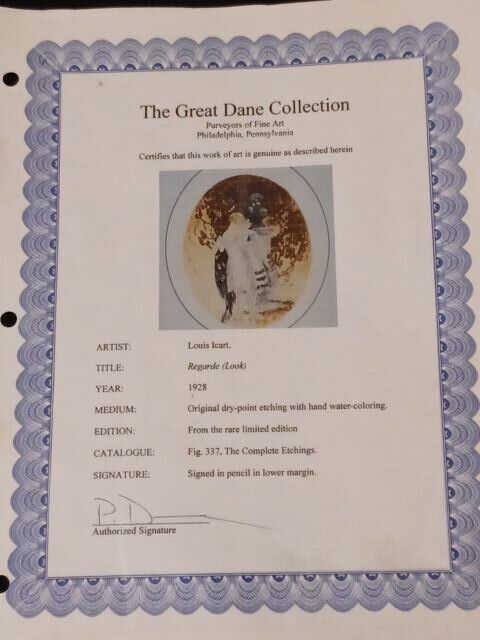 The Great Dane Collection
Purveyors of Fine Art
Philadelphia, Pennsylvania
Certifies that this work of art is genuine as described herein
ARTIST: Louis Icart.
TITLE: Regarde (Look)
YEAR: 1928
MEDIUM: Original dry-point etching with hand water-coloring.
EDITION: From the rare limited edition
CATALOGUE: Fig. 337, The Complete Etchings.
SIGNATURE: Signed in pencil in lower margin.
P. D
Authorized Signature